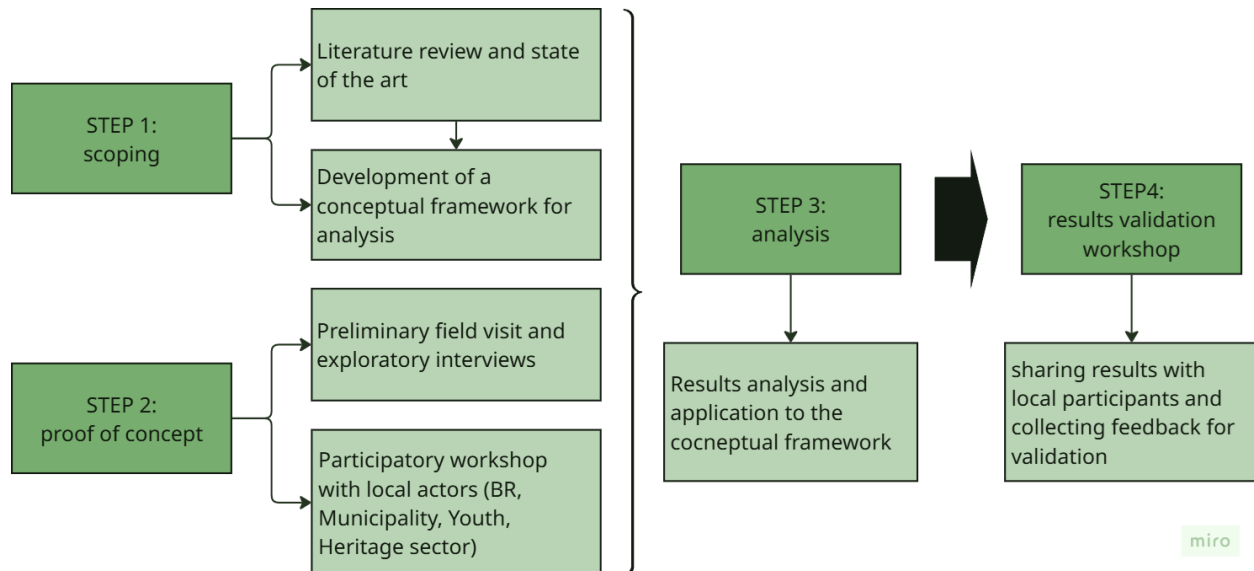 STEP 1:
scoping
Literature review and state
of the art
Development of a
conceptual framework for
analysis
STEP 2:
proof of concept
Preliminary field visit and
exploratory interviews
Participatory workshop
with local actors (BR,
Municipality, Youth,
Heritage sector)
STEP 3:
analysis
Results analysis and
application to the
cocneptual framework
STEP4:
results validation
workshop
sharing results with
local participants and
collecting feedback for
validation
miro